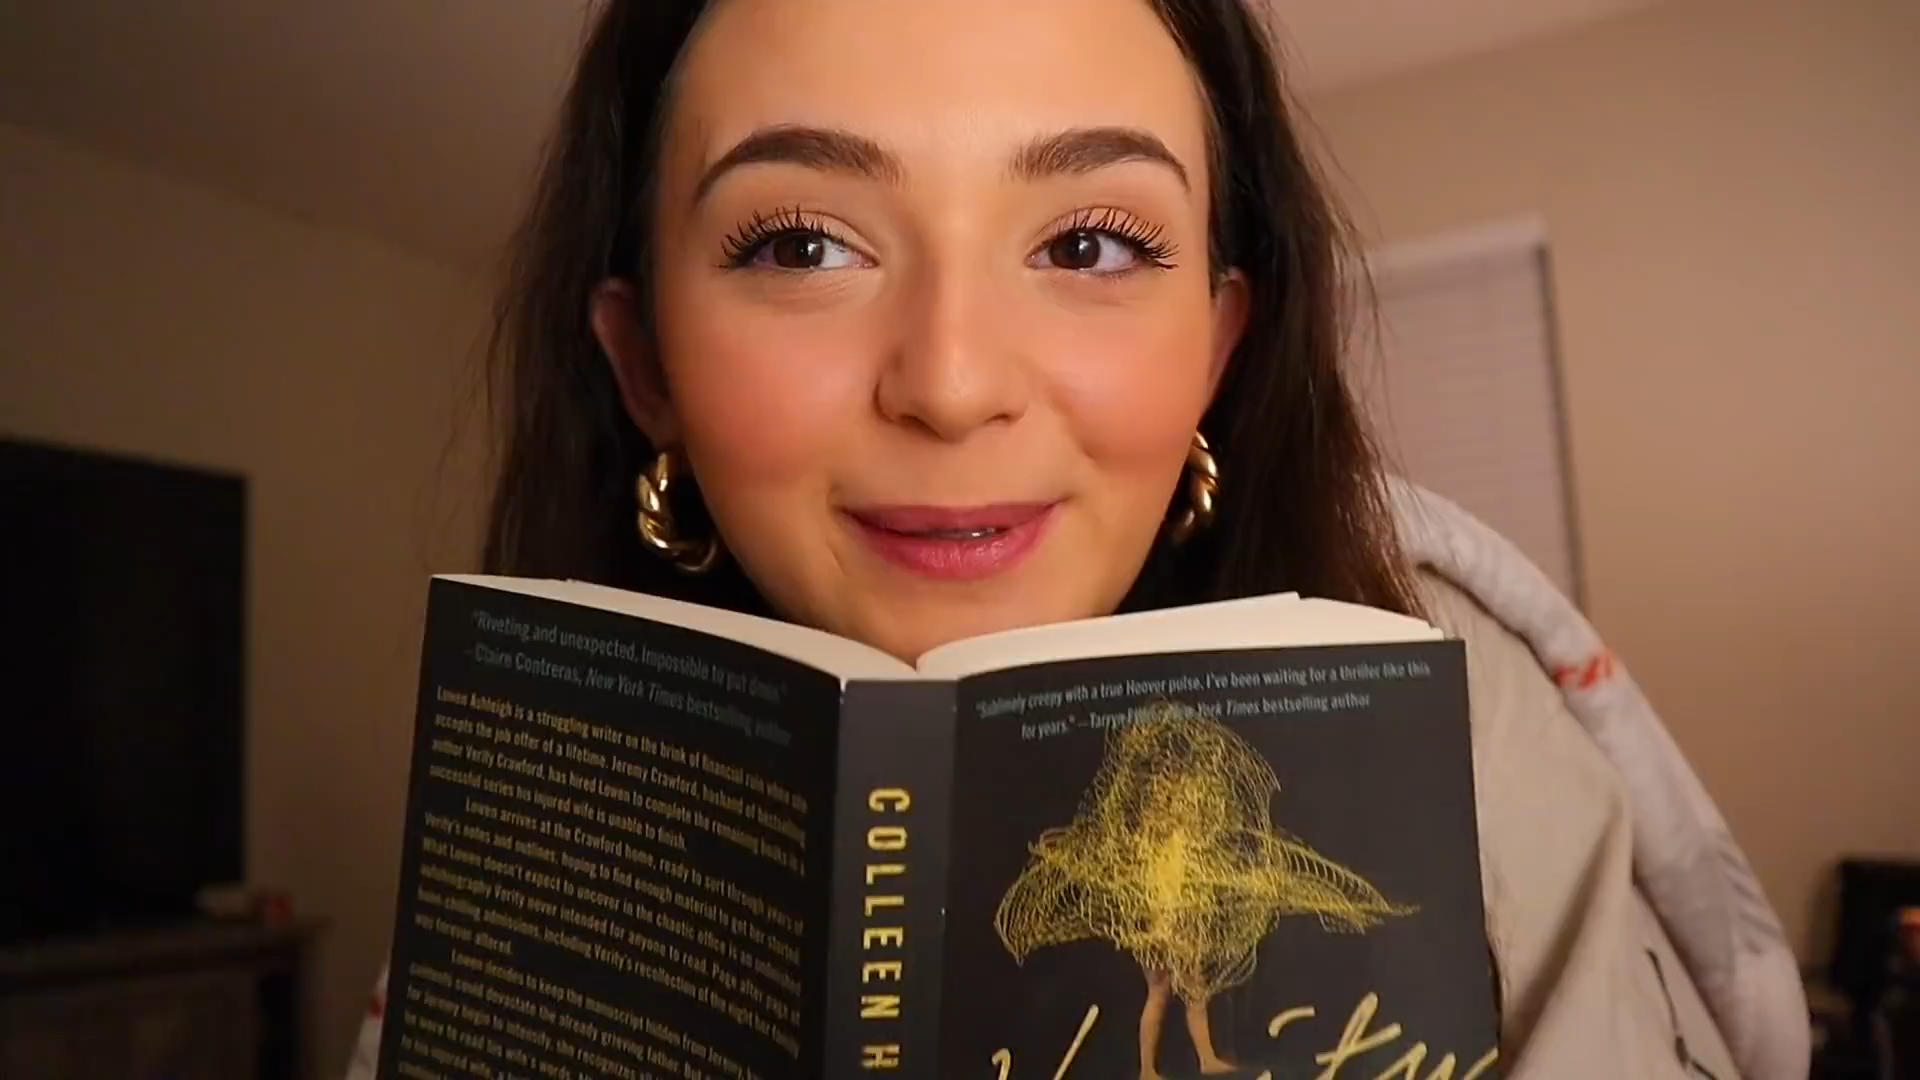 "Riveting and unexpected. Impossible to put down"
—Claire Contreras, New York Times bestselling author
Lowen Ashleigh is a struggling writer on the brink of financial ruin when she
accepts the job offer of a lifetime. Jeremy Crawford, husband of bestselling
author Verity Crawford, has hired Lowen to complete the remaining books in a
successful series his injured wife is unable to finish.
Lowen arrives at the Crawford home, ready to sort through years of
Verity's notes and outlines, hoping to find enough material to get her started.
What Lowen doesn't expect to uncover in the chaotic office is an unfinished
autobiography Verity never intended for anyone to read. Page after page of
bone-chilling admissions, including Verity's recollection of the night her family
was forever altered.
Lowen decides to keep the manuscript hidden from Jeremy,
contents could devastate the already grieving father. But
for Jeremy begin to intensify, she recognizes all
he were to read his wife's words.
to his injured wife, a
COLLEEN H
"Sublimely creepy with a true Hoover pulse. I've been waiting for a thriller like this
for years." —Tarryn New York Times bestselling author
Verity